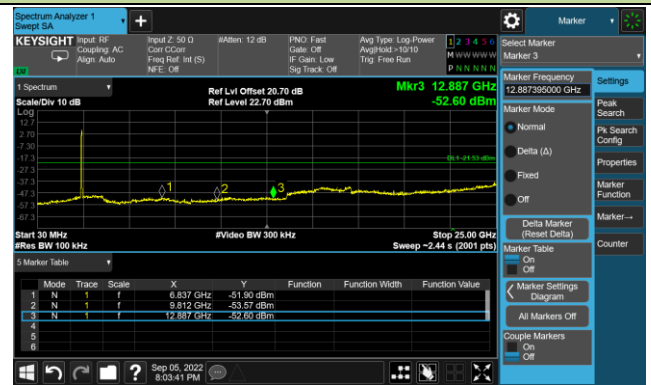 Spectrum Analyzer 1
Swept SA
Marker
KEYSIGHT Input: RF Input Z: 50 Ω #Atten: 12 dB PNO: Fast Avg Type: Log-Power 1 2 3 4 5 6
Coupling: AC Corr CCorr Gate: Off Avg|Hold:>10/10 M W W W W W
Align: Auto Freq Ref: Int (S) IF Gain: Low Trig: Free Run P N N N N N
NFE: Off Sig Track: Off
Select Marker
Marker 3
1 Spectrum
Ref Lvl Offset 20.70 dB
Mkr3 12.887 GHz
Scale/Div 10 dB
Ref Level 22.70 dBm
-52.60 dBm
Log
12.7
2.70
-7.30
-17.3
DL1 -21.53 dBm
-27.3
-37.3
-47.3
-57.3
-67.3
1
2
3
Start 30 MHz
#Video BW 300 kHz
Stop 25.00 GHz
#Res BW 100 kHz
Sweep ~2.44 s (2001 pts)
5 Marker Table
Mode Trace Scale X Y Function Function Width Function Value
1 N 1 f 6.837 GHz -51.90 dBm
2 N 1 f 9.812 GHz -53.57 dBm
3 N 1 f 12.887 GHz -52.60 dBm
4
5
6
Marker Frequency
12.887395000 GHz
Marker Mode
Normal
Delta (Δ)
Fixed
Off
Delta Marker
(Reset Delta)
Marker Table
On
Off
Marker Settings
Diagram
All Markers Off
Couple Markers
On
Off
Settings
Peak
Search
Pk Search
Config
Properties
Marker
Function
Marker→
Counter
?
Sep 05, 2022
8:03:41 PM